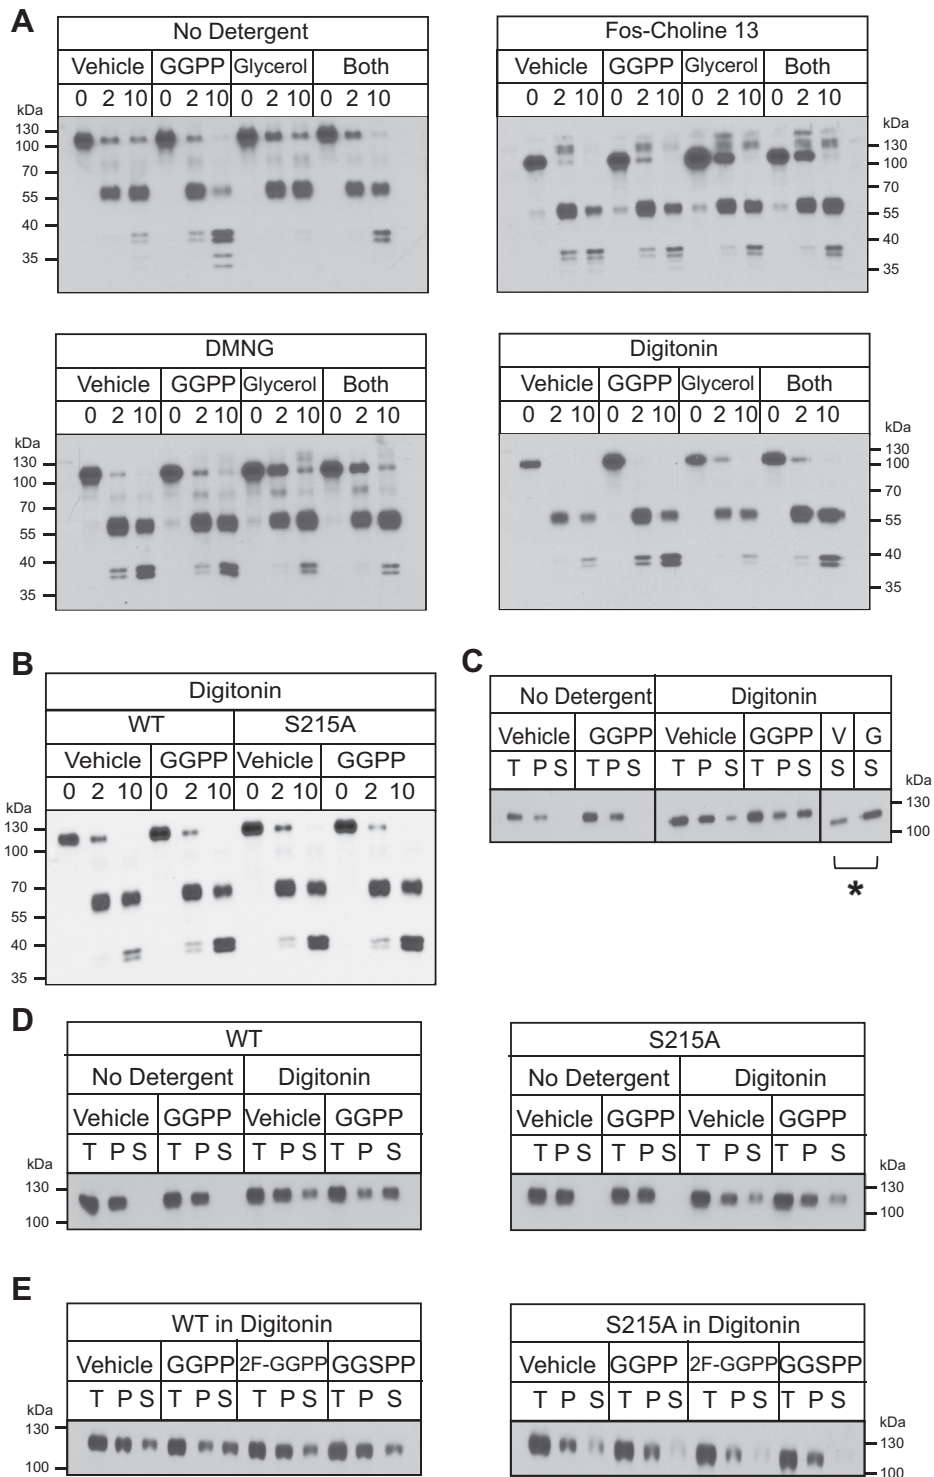 A
No Detergent
Vehicle GGPP Glycerol Both
0 2 10 0 2 10 0 2 10 0 2 10
kDa
130
100
70
55
40
35
Fos-Choline 13
Vehicle GGPP Glycerol Both
0 2 10 0 2 10 0 2 10 0 2 10
kDa
130
100
70
55
40
35
DMNG
Vehicle GGPP Glycerol Both
0 2 10 0 2 10 0 2 10 0 2 10
kDa
130
100
70
55
40
35
Digitonin
Vehicle GGPP Glycerol Both
0 2 10 0 2 10 0 2 10 0 2 10
kDa
130
100
70
55
40
35
B
Digitonin
WT S215A
Vehicle GGPP Vehicle GGPP
0 2 10 0 2 10 0 2 10 0 2 10
kDa
130
100
70
55
40
35
C
No Detergent Digitonin
Vehicle GGPP Vehicle GGPP V G
T P S T P S T P S T P S S S
kDa
130
100
*
D
WT
No Detergent Digitonin
Vehicle GGPP Vehicle GGPP
T P S T P S T P S T P S
kDa
130
100
S215A
No Detergent Digitonin
Vehicle GGPP Vehicle GGPP
T P S T P S T P S T P S
kDa
130
100
E
WT in Digitonin
Vehicle GGPP 2F-GGPP GGSPP
T P S T P S T P S T P S
kDa
130
100
S215A in Digitonin
Vehicle GGPP 2F-GGPP GGSPP
T P S T P S T P S T P S
kDa
130
100